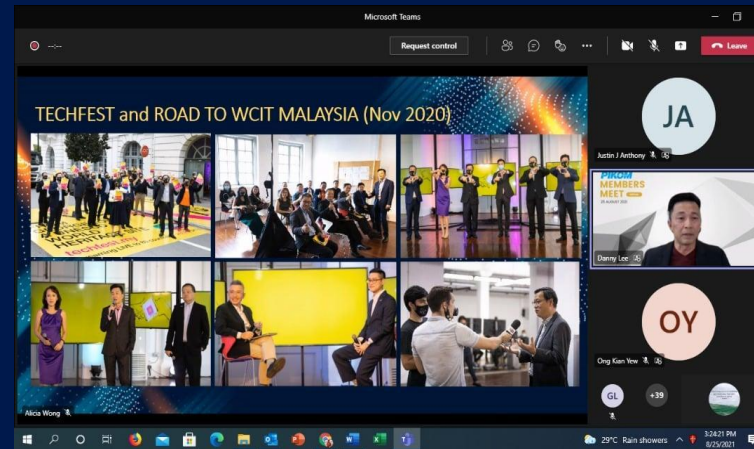 Microsoft Teams
--:--
Request control
Leave
TECHFEST and ROAD TO WCIT MALAYSIA (Nov 2020)
techfest.my
Alicia Wong
JA
Justin J Anthony
PIKOM
MEMBERS
MEET
Danny Lee
OY
Ong Kian Yew
GL
+39
29°C Rain showers
3:24:21 PM
8/25/2021